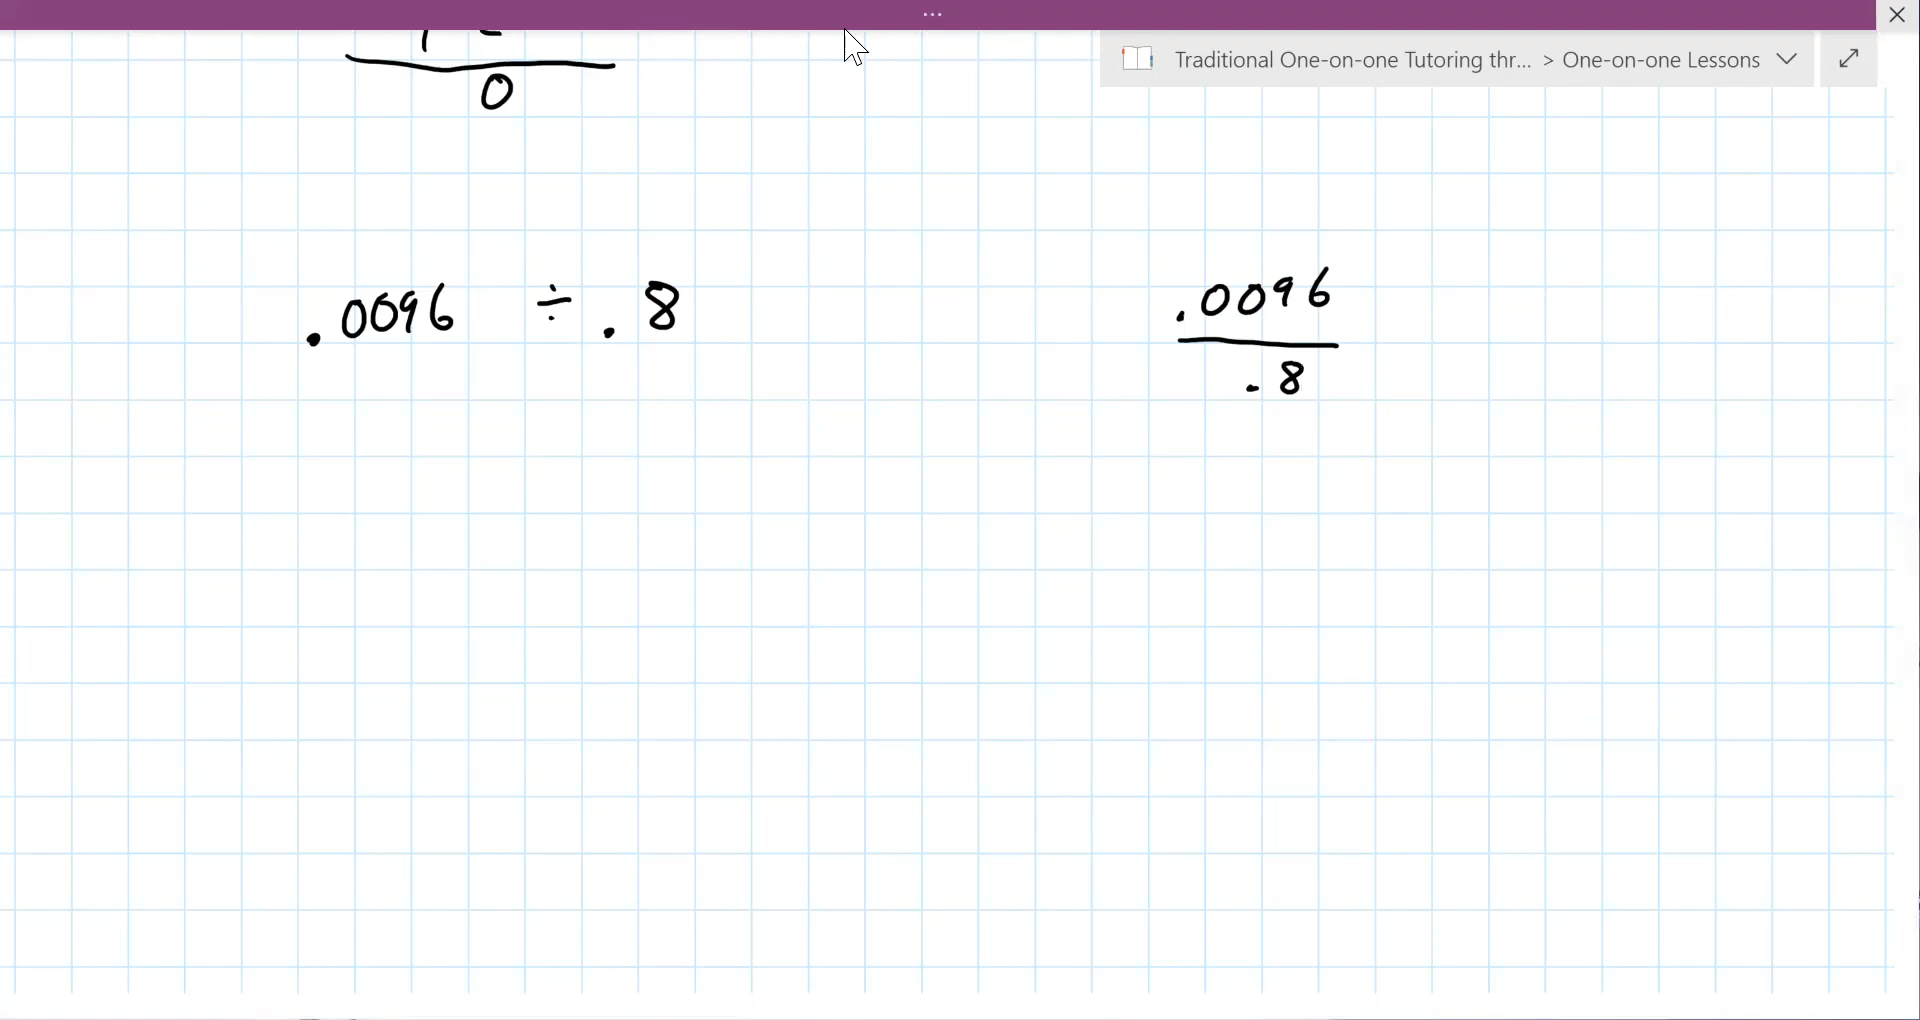 ...
Traditional One-on-one Tutoring thr... > One-on-one Lessons
0
.0096 ÷ .8
.0096
.8